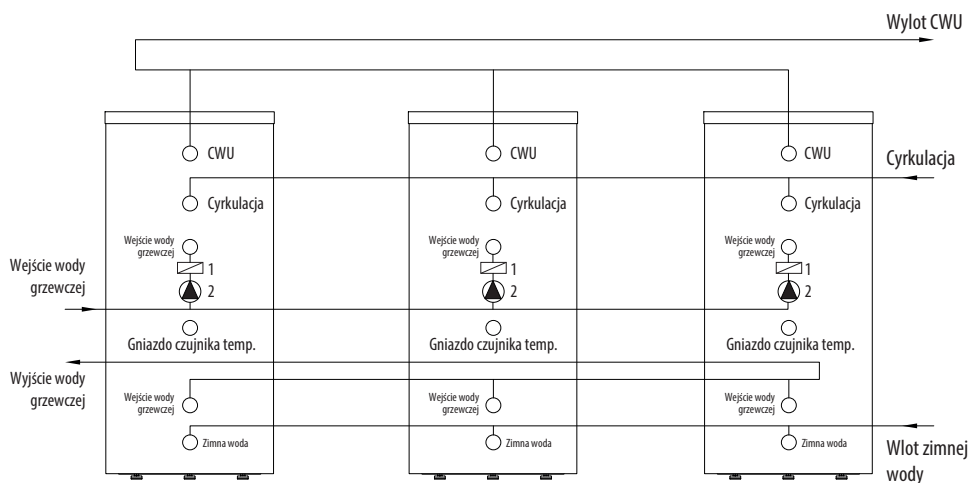 Wylot CWU
CWU
CWU
CWU
Cyrkulacja
Cyrkulacja
Cyrkulacja
Cyrkulacja
Wejście wody
grzewczej
Wejście wody
grzewczej
Wejście wody
grzewczej
Wejście wody
grzewczej
1
1
1
2
2
2
Gniazdo czujnika temp.
Gniazdo czujnika temp.
Gniazdo czujnika temp.
Wyjście wody
grzewczej
Wejście wody
grzewczej
Wejście wody
grzewczej
Wejście wody
grzewczej
Zimna woda
Zimna woda
Zimna woda
Wlot zimnej
wody